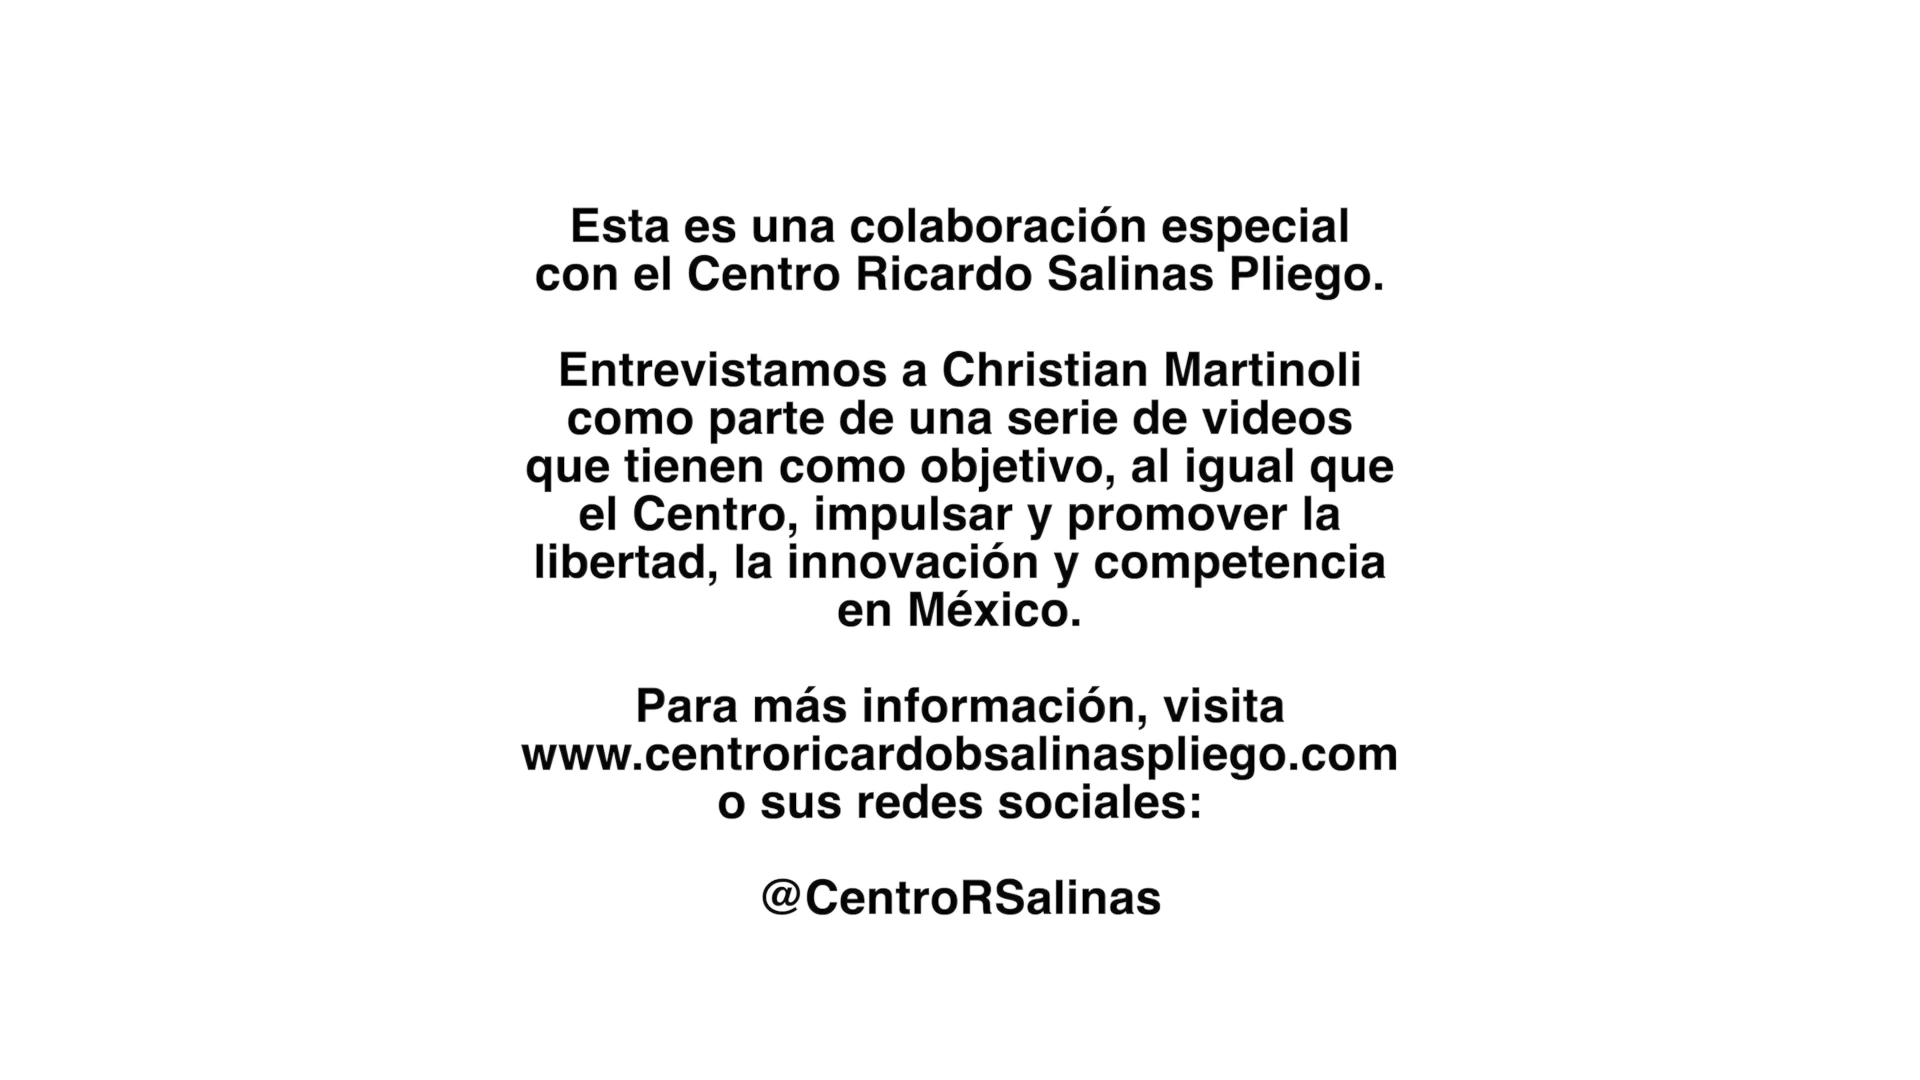 Esta es una colaboración especial
con el Centro Ricardo Salinas Pliego.
Entrevistamos a Christian Martinoli
como parte de una serie de videos
que tienen como objetivo, al igual que
el Centro, impulsar y promover la
libertad, la innovación y competencia
en México.
Para más información, visita
www.centroricardobsalinaspliego.com
o sus redes sociales:
@CentroRSalinas